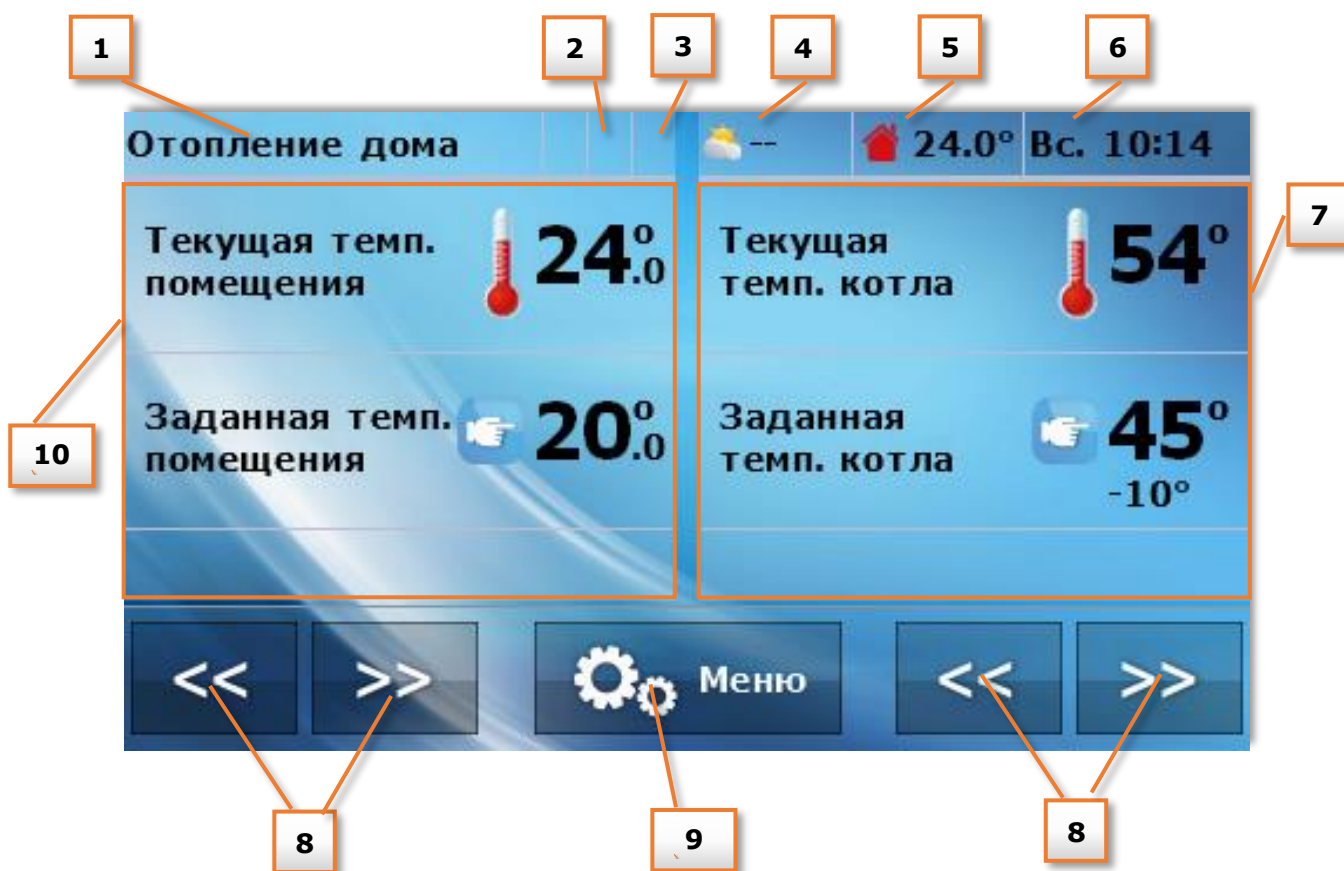 1 2 3 4 5 6
Отопление дома -- 24.0° Вс. 10:14
7
Текущая темп.
помещения
24.0°
Текущая
темп. котла
54°
10
Заданная темп.
помещения
20.0°
Заданная
темп. котла
45°
-10°
<< >> Меню << >>
8 9 8